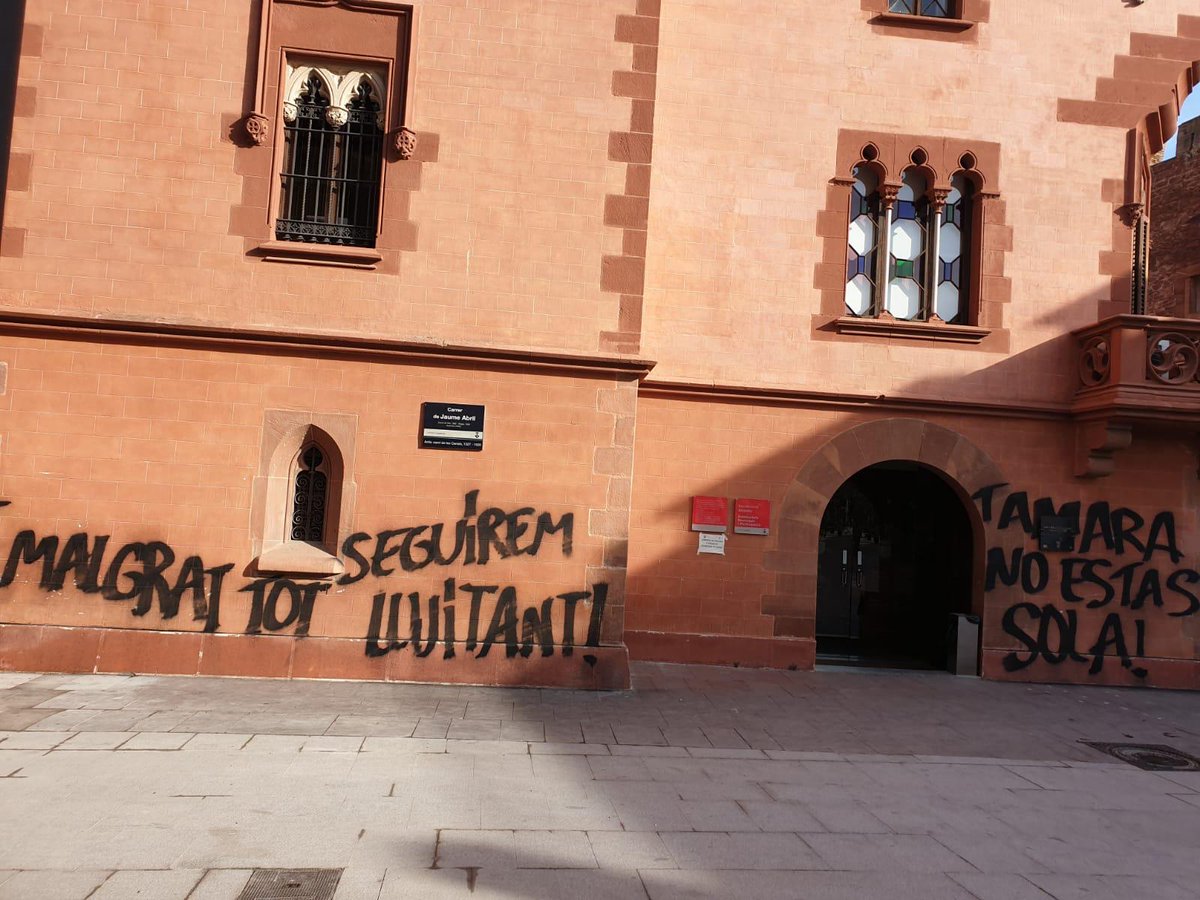 Carrer
de Jaume Abril
MALGRAT TOT
SEGUIREM
LLUITANT!
TAMARA
NO ESTAS
SOLA!